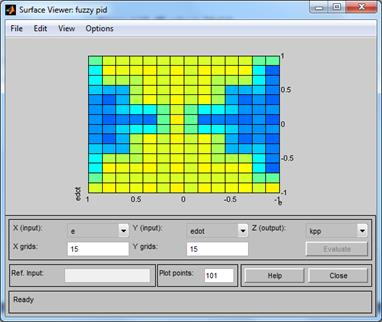 Surface Viewer: fuzzy pid
File Edit View Options
1
0.5
0
-0.5
-1
edot
1 0.5 0 -0.5 -1
e
X (input): e Y (input): edot Z (output): kpp
X grids: 15 Y grids: 15 Evaluate
Ref. Input: Plot points: 101 Help Close
Ready